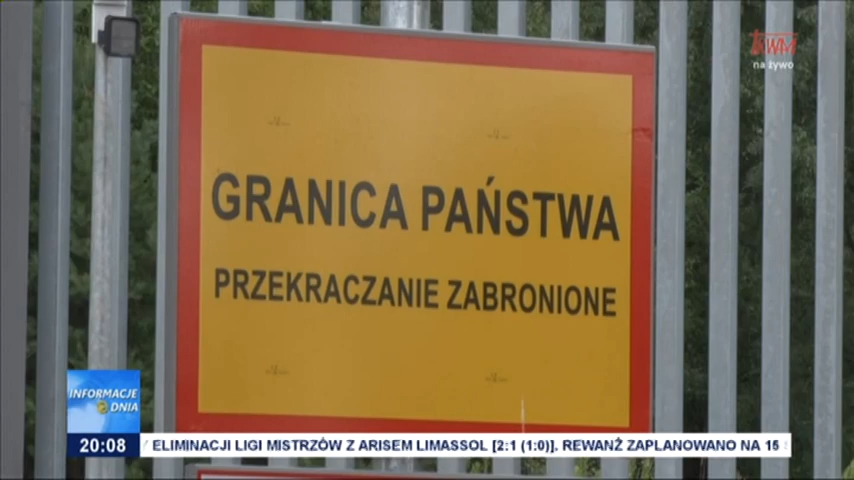 TRWAM
na żywo
GRANICA PAŃSTWA
PRZEKRACZANIE ZABRONIONE
INFORMACJE
DNIA
20:08
ELIMINACJI LIGI MISTRZÓW Z ARISEM LIMASSOL [2:1 (1:0)]. REWANŻ ZAPLANOWANO NA 15